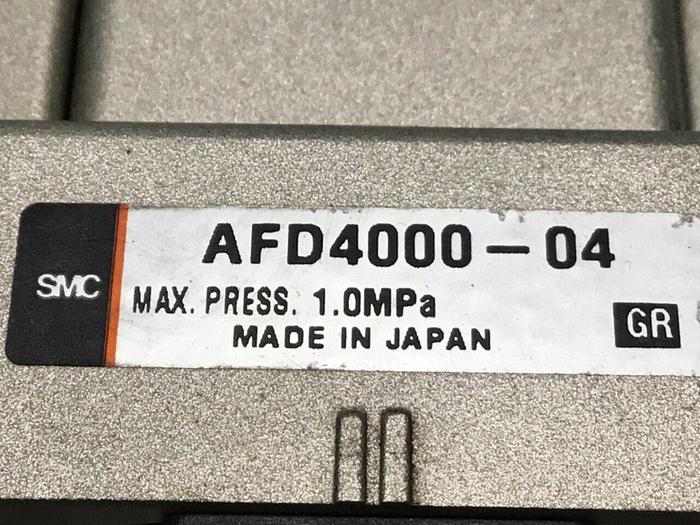 AFD4000-04
SMC
MAX. PRESS. 1.0MPa
GR
MADE IN JAPAN